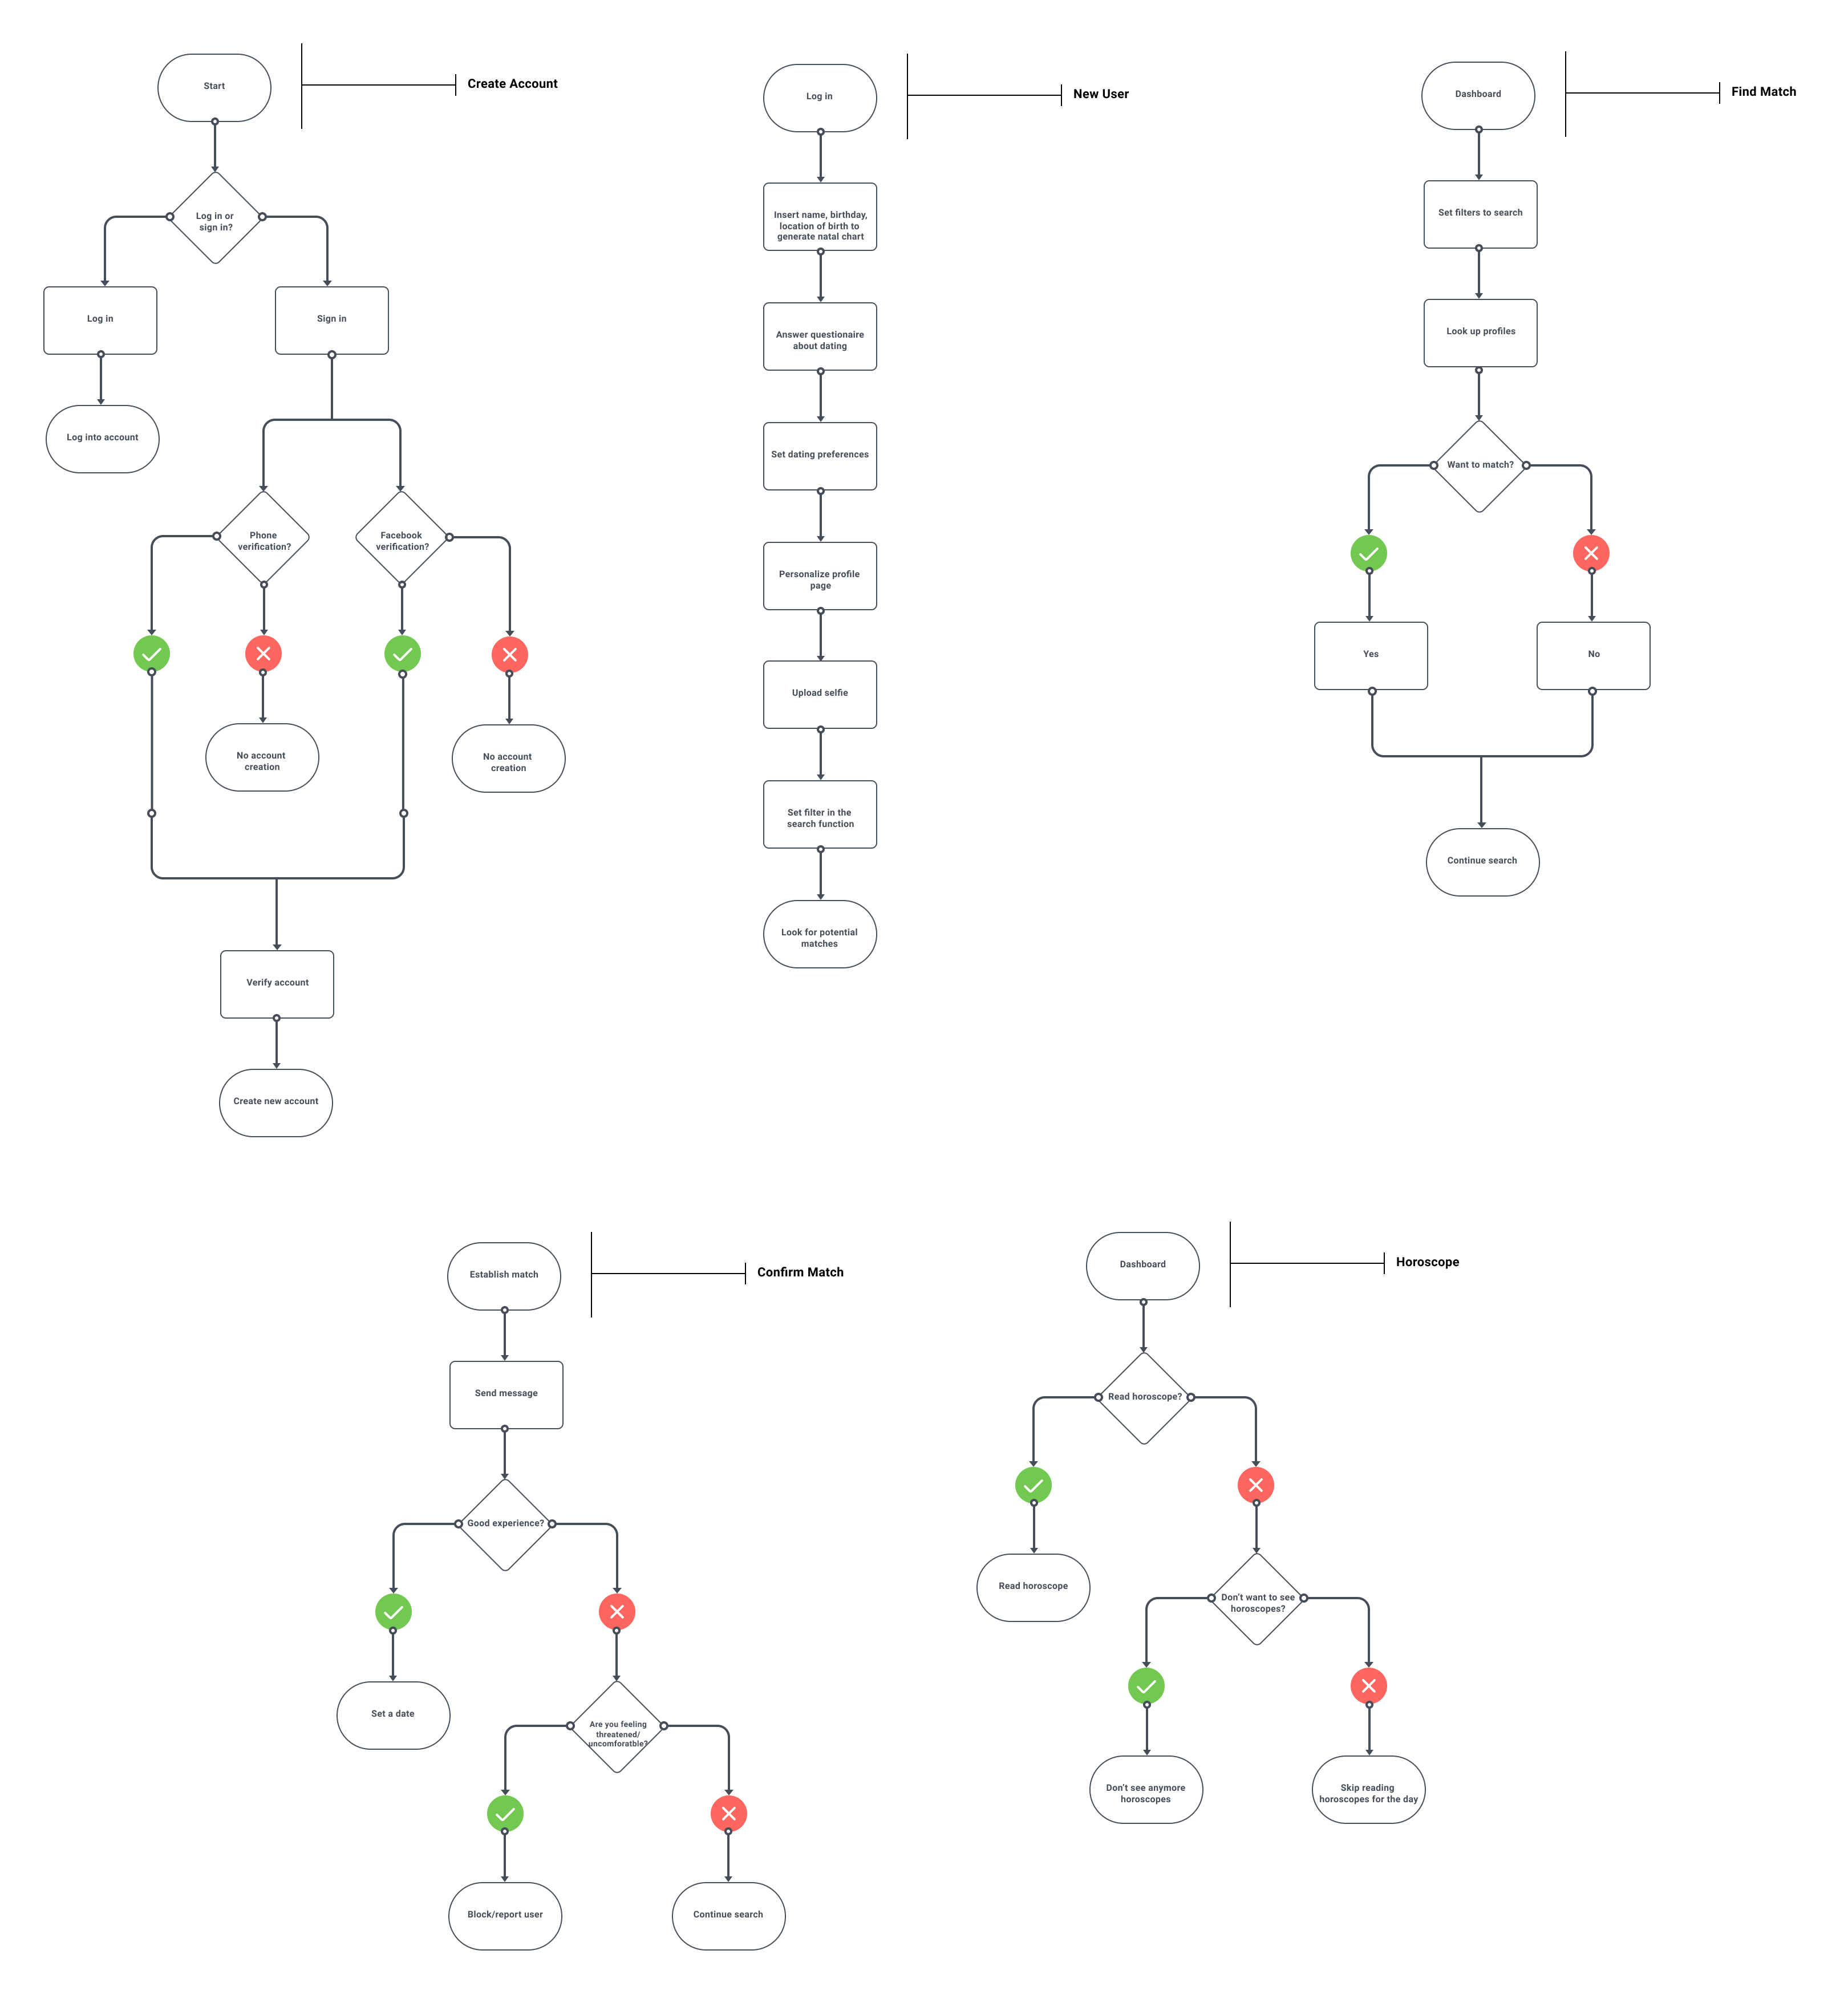 Start
Create Account
Log in or
sign in?
Log in
Sign in
Log into account
Phone
verification?
Facebook
verification?
No account
creation
No account
creation
Verify account
Create new account
Log in
New User
Insert name, birthday,
location of birth to
generate natal chart
Answer questionaire
about dating
Set dating preferences
Personalize profile
page
Upload selfie
Set filter in the
search function
Look for potential
matches
Dashboard
Find Match
Set filters to search
Look up profiles
Want to match?
Yes
No
Continue search
Establish match
Confirm Match
Send message
Good experience?
Set a date
Are you feeling
threatened/
uncomforatble?
Block/report user
Continue search
Dashboard
Horoscope
Read horoscope?
Read horoscope
Don't want to see
horoscopes?
Don't see anymore
horoscopes
Skip reading
horoscopes for the day